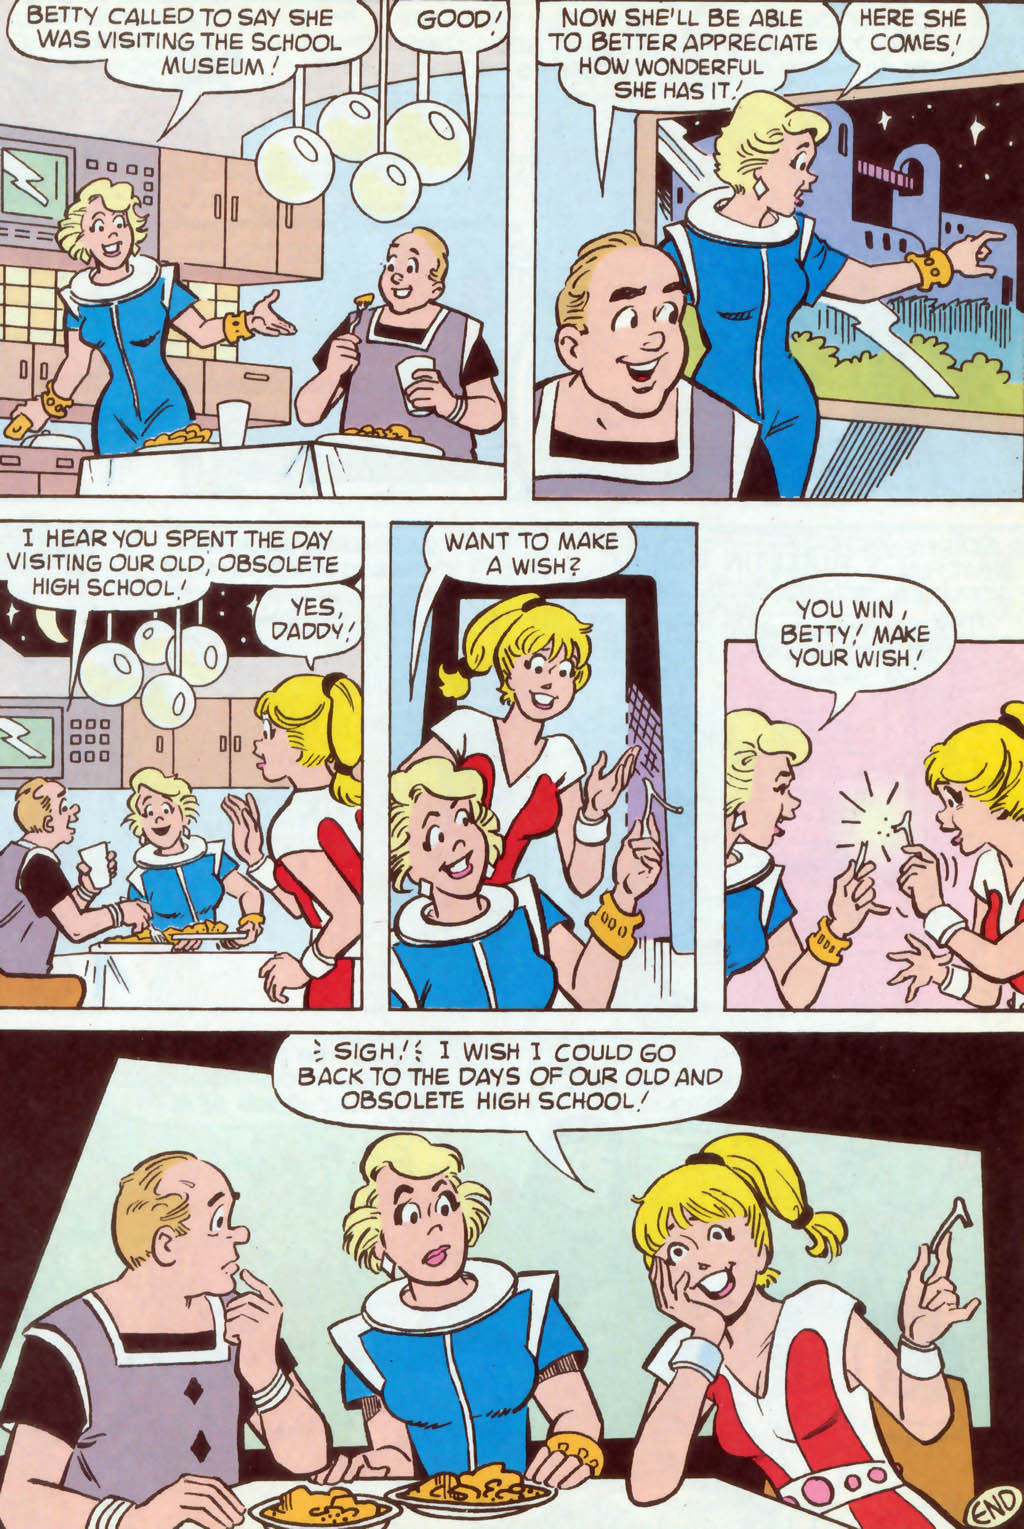 BETTY CALLED TO SAY SHE
WAS VISITING THE SCHOOL
MUSEUM!
GOOD!
NOW SHE'LL BE ABLE
TO BETTER APPRECIATE
HOW WONDERFUL
SHE HAS IT!
HERE SHE
COMES!
I HEAR YOU SPENT THE DAY
VISITING OUR OLD, OBSOLETE
HIGH SCHOOL!
YES,
DADDY!
WANT TO MAKE
A WISH?
YOU WIN,
BETTY! MAKE
YOUR WISH!
SIGH! I WISH I COULD GO
BACK TO THE DAYS OF OUR OLD AND
OBSOLETE HIGH SCHOOL!
END